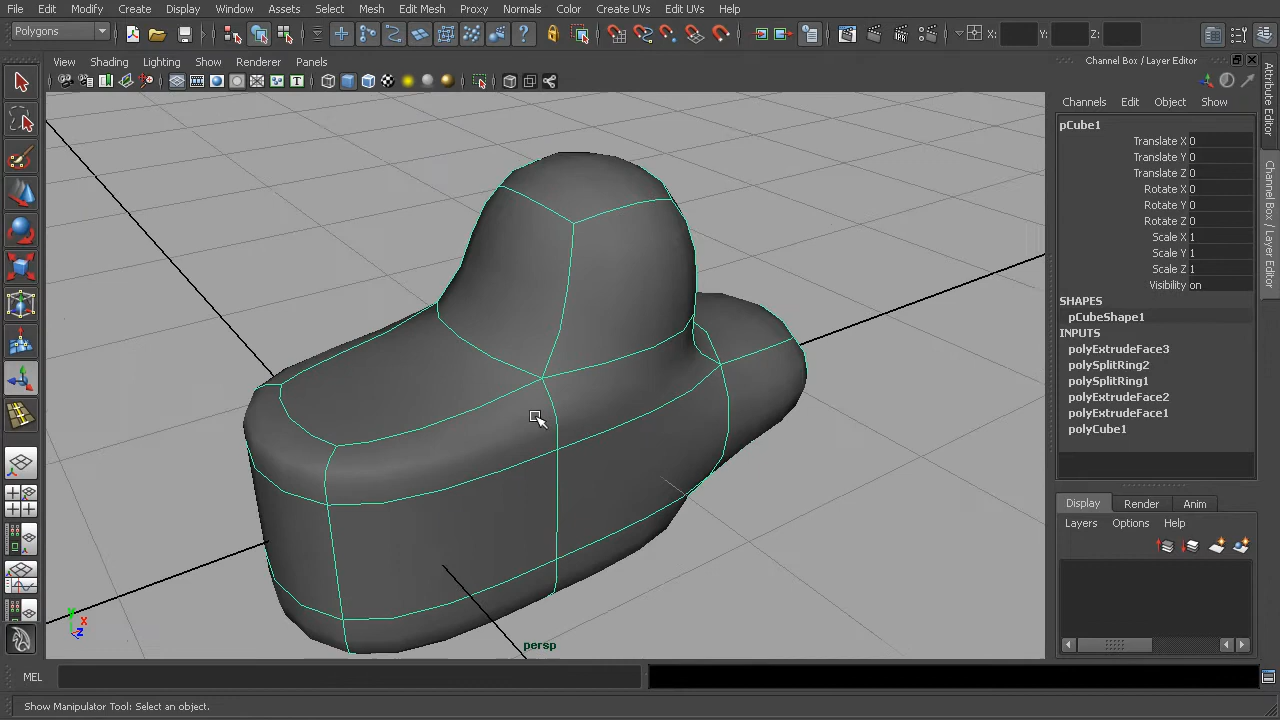 File Edit Modify Create Display Window Assets Select Mesh Edit Mesh Proxy Normals Color Create UVs Edit UVs Help
Polygons X: Y: Z:
View Shading Lighting Show Renderer Panels
Channel Box / Layer Editor
Channels Edit Object Show
pCube1
Translate X 0
Translate Y 0
Translate Z 0
Rotate X 0
Rotate Y 0
Rotate Z 0
Scale X 1
Scale Y 1
Scale Z 1
Visibility on
SHAPES
pCubeShape1
INPUTS
polyExtrudeFace3
polySplitRing2
polySplitRing1
polyExtrudeFace2
polyExtrudeFace1
polyCube1
Attribute Editor
Channel Box / Layer Editor
Display Render Anim
Layers Options Help
y
x
z
persp
MEL
Show Manipulator Tool: Select an object.